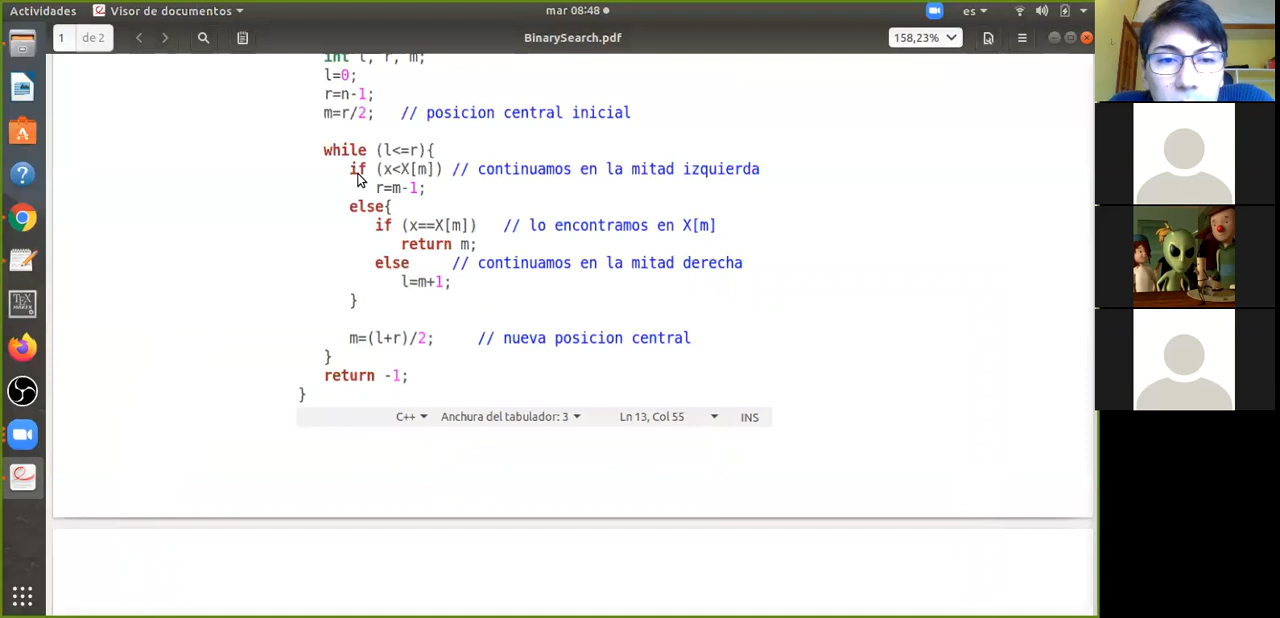 Actividades
Visor de documentos
mar 08:48
es
1
de 2
BinarySearch.pdf
158,23%
int l, r, m;
l=0;
r=n-1;
m=r/2; // posicion central inicial
while (l<=r){
if (x<X[m]) // continuamos en la mitad izquierda
r=m-1;
else{
if (x==X[m]) // lo encontramos en X[m]
return m;
else // continuamos en la mitad derecha
l=m+1;
}
m=(l+r)/2; // nueva posicion central
}
return -1;
}
C++
Anchura del tabulador: 3
Ln 13, Col 55
INS
TEX
MAKER